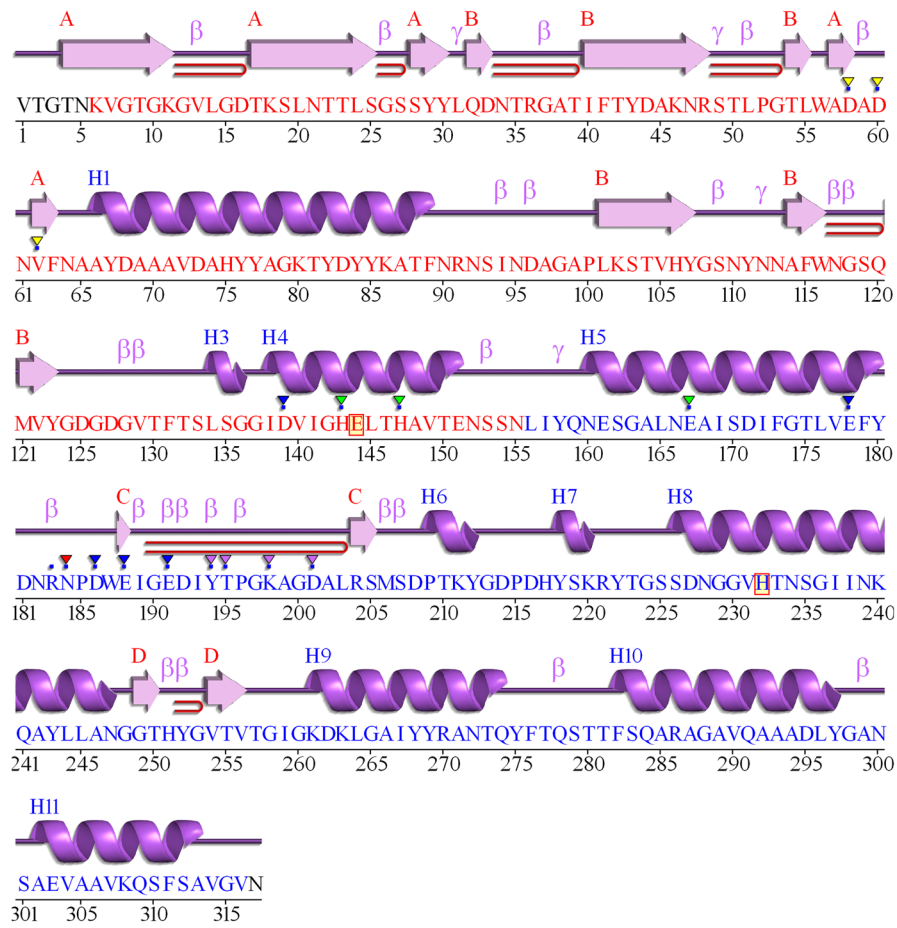 A β A β A γ B β B γ β B A β
VTGTNKVGTGKGVLGDTKSLNTTLSGSSYYLQDNTRGATIFTYDAKNRSTLPGTLWADAD
1 5 10 15 20 25 30 35 40 45 50 55 60
A H1 β β B β γ B ββ
NVFNAAYDAAAVDAHYYAGKTYDYYKATFNRNSINDAGAPLKSTVHYGSNYNNAFWNGSQ
61 65 70 75 80 85 90 95 100 105 110 115 120
B ββ H3 H4 β γ H5
MVYGDGDGVTFTSLSGGIDVIGHELTHAVTENSSNLIYQNESGALNEAISDIFGTLVEFY
121 125 130 135 140 145 150 155 160 165 170 175 180
β C β ββ β β C ββ H6 H7 H8
DNRNPDWEIGEDIYTPGKAGDALRSMSDPTKYGDPDHYSKRYTGSSDNGGVHTNSGIINK
181 185 190 195 200 205 210 215 220 225 230 235 240
D ββ D H9 β H10 β
QAYLLANGGTHYGVTVTGIGKDKLGAIYYRANTQYFTQSTTFSQARAGAVQAAADLYGAN
241 245 250 255 260 265 270 275 280 285 290 295 300
H11
SAEVAAVKQSFSAVGVN
301 305 310 315